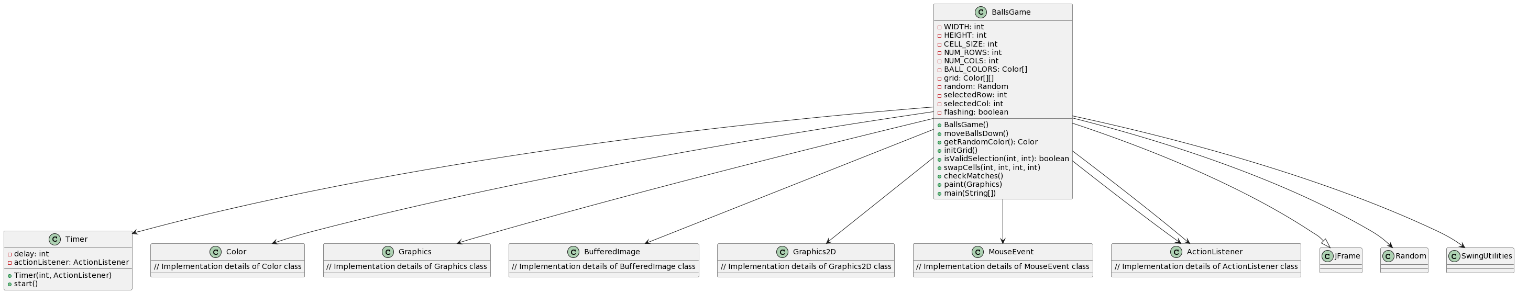 C BallsGame
WIDTH: int
HEIGHT: int
CELL_SIZE: int
NUM_ROWS: int
NUM_COLS: int
BALL_COLORS: Color[]
grid: Color[][]
random: Random
selectedRow: int
selectedCol: int
flashing: boolean
BallsGame()
moveBallsDown()
getRandomColor(): Color
initGrid()
isValidSelection(int, int): boolean
swapCells(int, int, int, int)
checkMatches()
paint(Graphics)
main(String[])
C Timer
delay: int
actionListener: ActionListener
Timer(int, ActionListener)
start()
C Color
// Implementation details of Color class
C Graphics
// Implementation details of Graphics class
C BufferedImage
// Implementation details of BufferedImage class
C Graphics2D
// Implementation details of Graphics2D class
C MouseEvent
// Implementation details of MouseEvent class
C ActionListener
// Implementation details of ActionListener class
C JFrame
C Random
C SwingUtilities